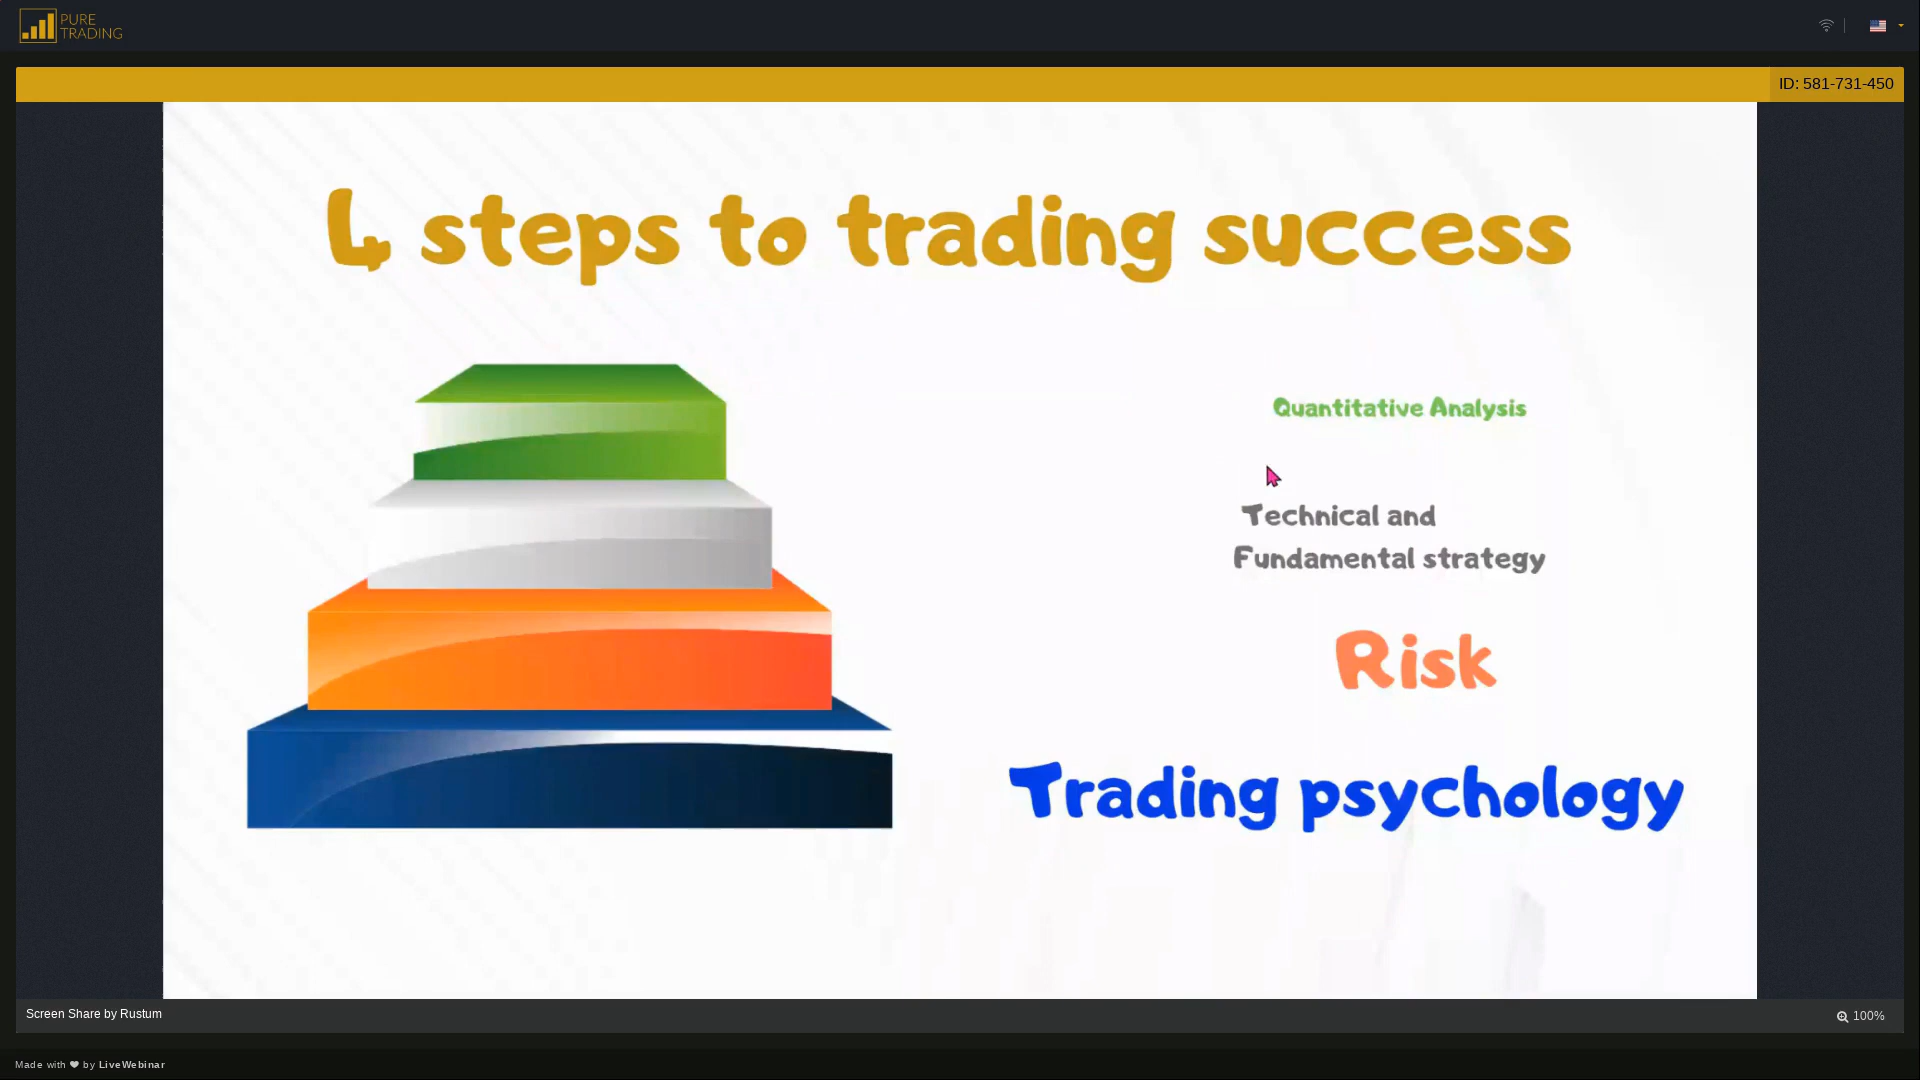 PURE
TRADING
ID: 581-731-450
4 steps to trading success
Quantitative Analysis
Technical and
Fundamental strategy
Risk
Trading psychology
Screen Share by Rustum
100%
Made with ❤ by LiveWebinar